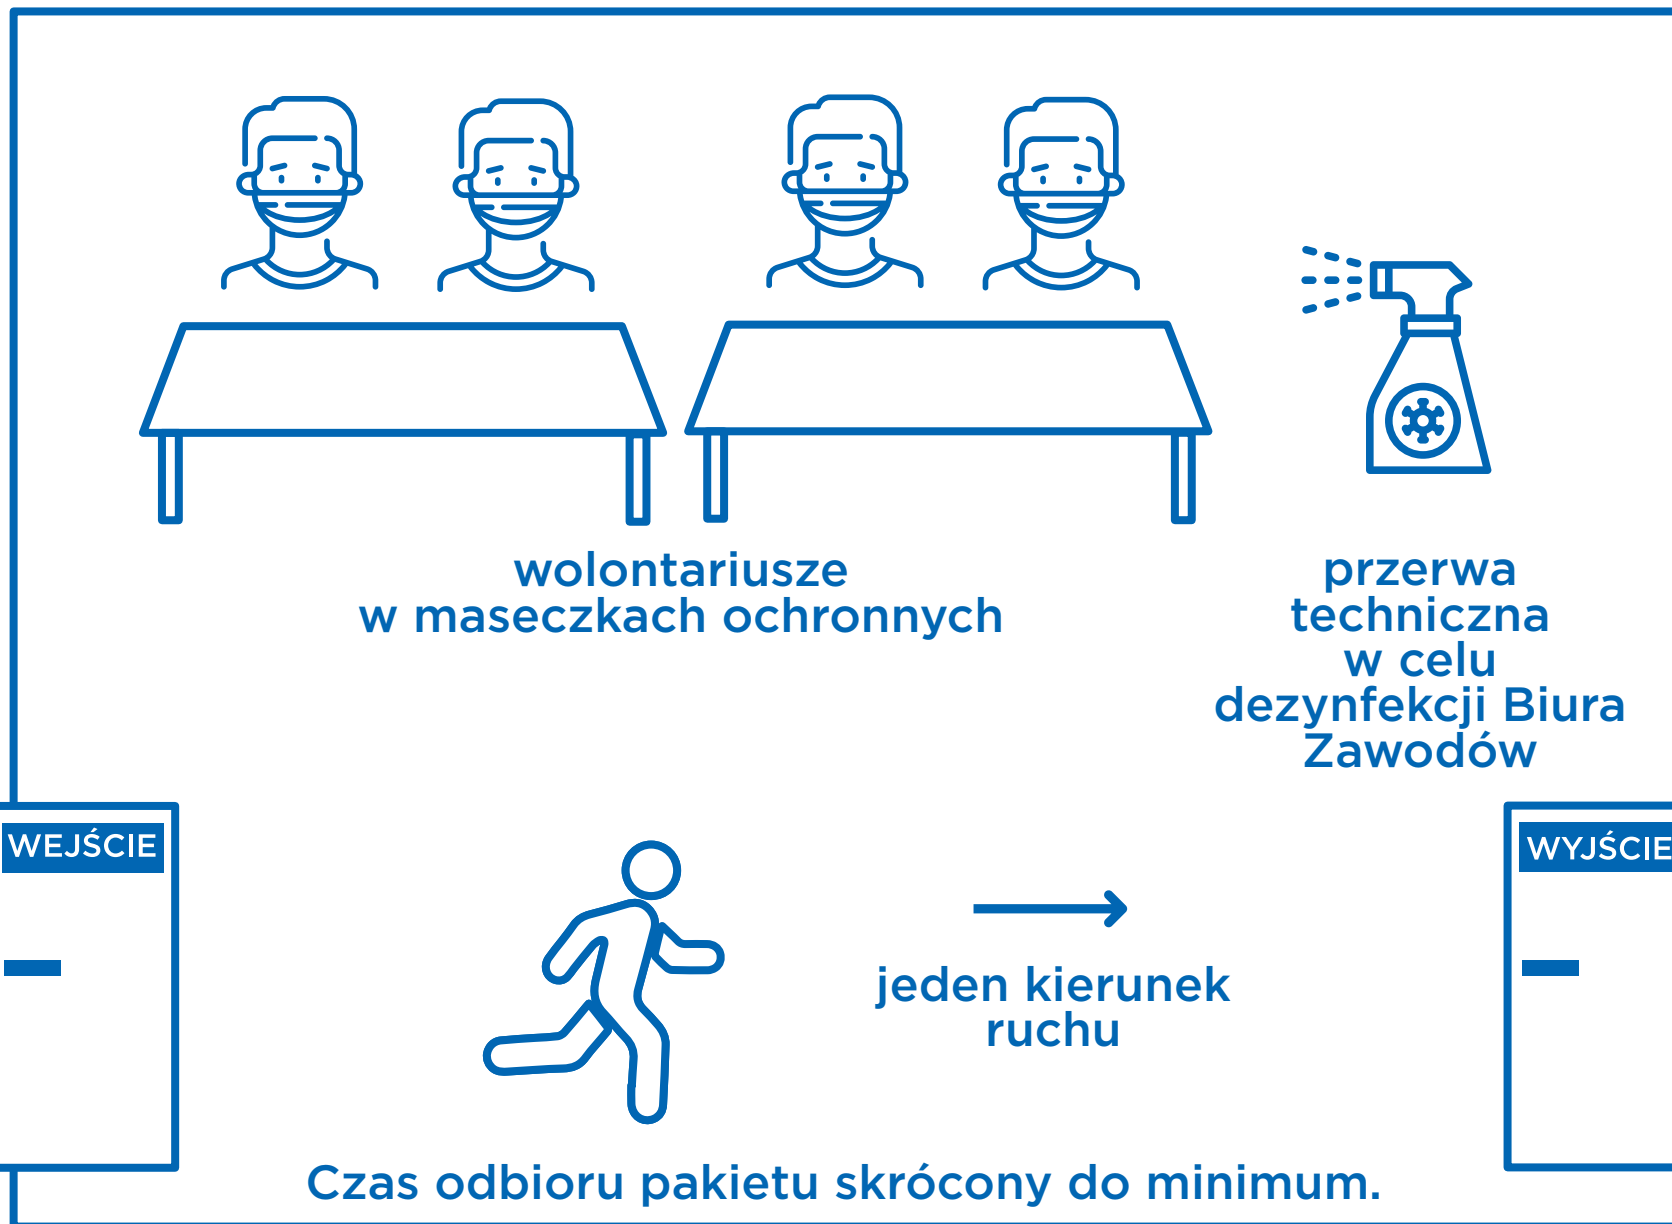 wolontariusze
w maseczkach ochronnych
przerwa
techniczna
w celu
dezynfekcji Biura
Zawodów
WEJŚCIE
WYJŚCIE
jeden kierunek
ruchu
Czas odbioru pakietu skrócony do minimum.